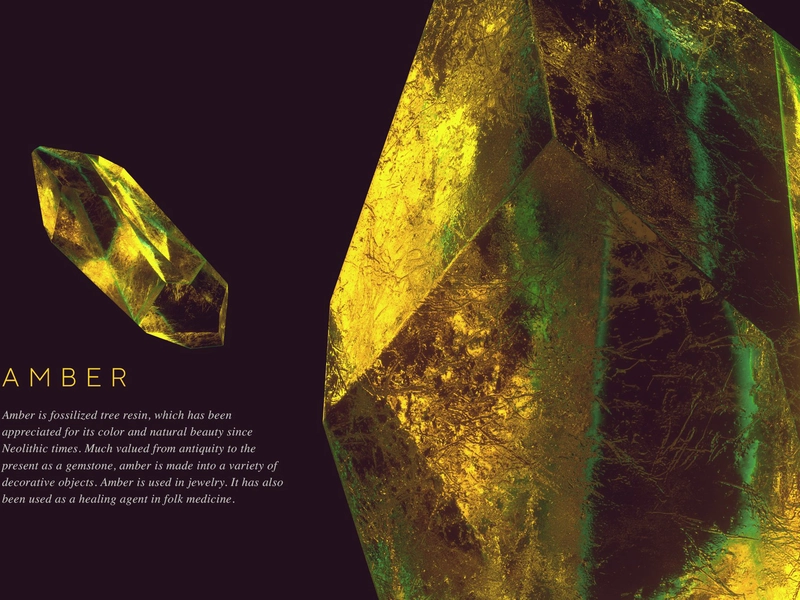 AMBER
Amber is fossilized tree resin, which has been
appreciated for its color and natural beauty since
Neolithic times. Much valued from antiquity to the
present as a gemstone, amber is made into a variety of
decorative objects. Amber is used in jewelry. It has also
been used as a healing agent in folk medicine.